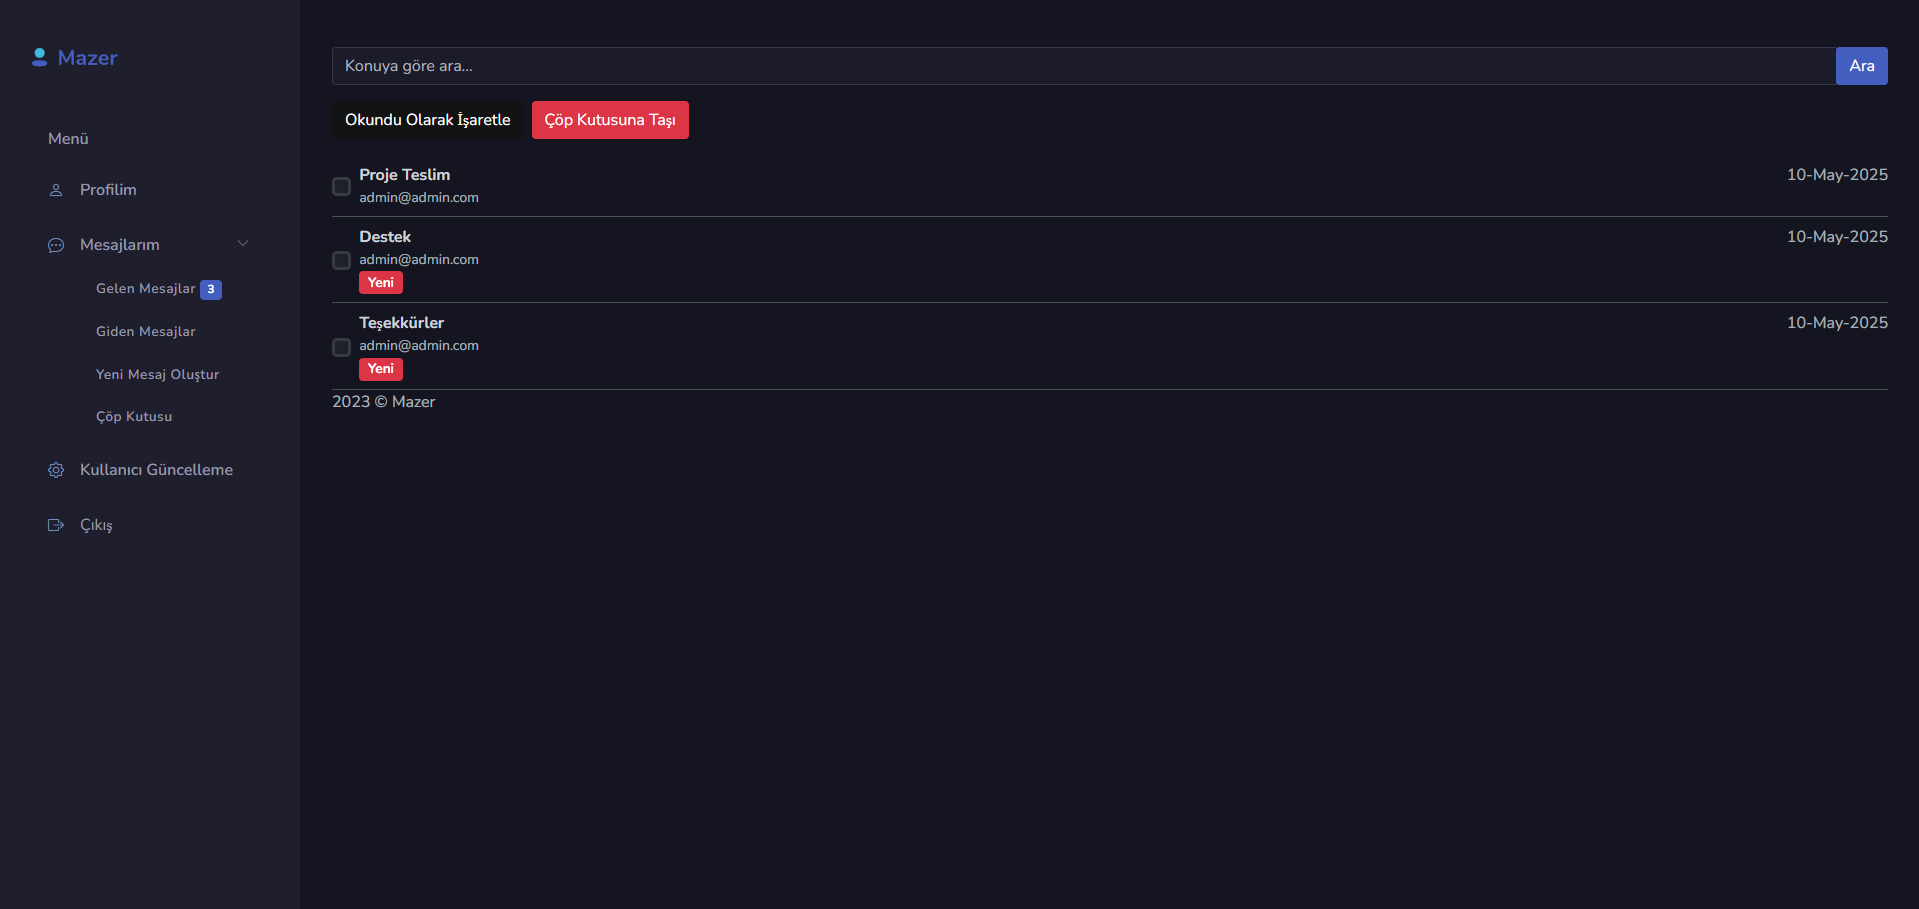 Mazer
Menü
Profilim
Mesajlarım
Gelen Mesajlar 3
Giden Mesajlar
Yeni Mesaj Oluştur
Çöp Kutusu
Kullanıcı Güncelleme
Çıkış
Konuya göre ara...
Ara
Okundu Olarak İşaretle
Çöp Kutusuna Taşı
Proje Teslim
10-May-2025
admin@admin.com
Destek
10-May-2025
admin@admin.com
Yeni
Teşekkürler
10-May-2025
admin@admin.com
Yeni
2023 © Mazer